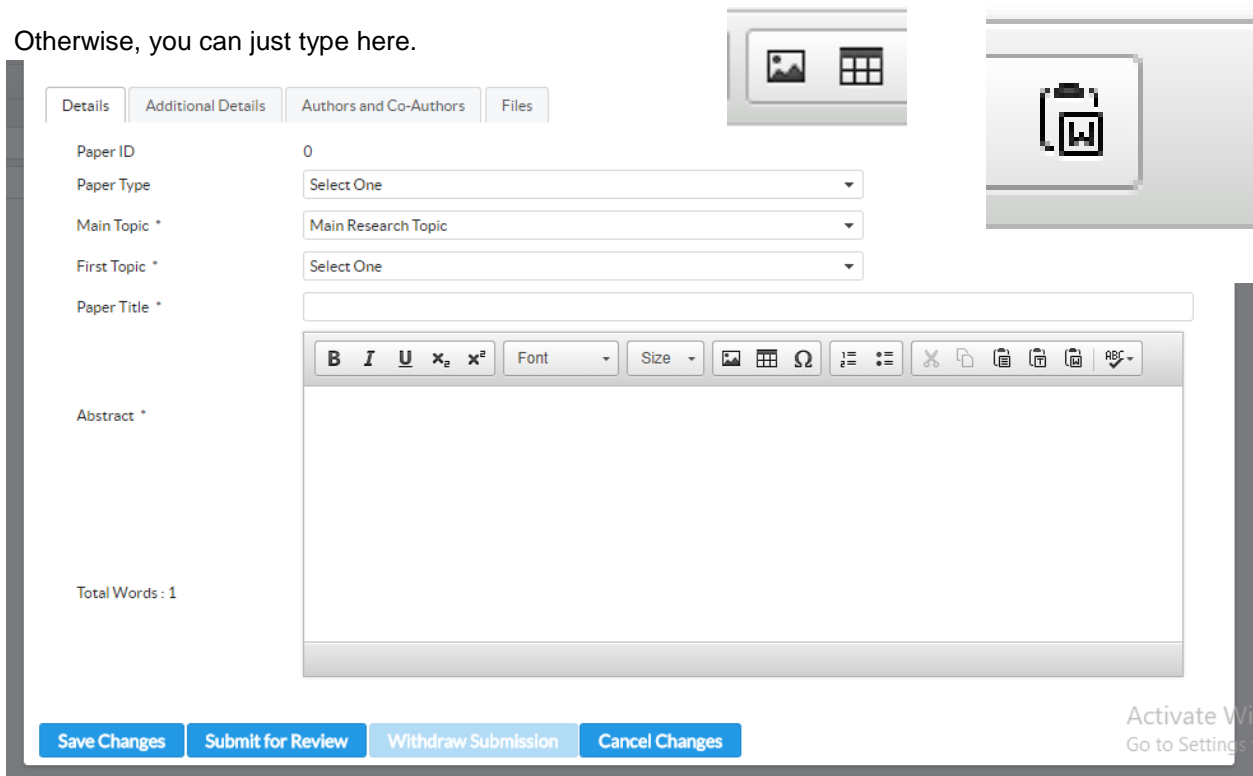 Otherwise, you can just type here.
Details Additional Details Authors and Co-Authors Files
Paper ID 0
Paper Type Select One
Main Topic * Main Research Topic
First Topic * Select One
Paper Title *
B I U ×₂ ×² Font Size Ω ABC
Abstract *
Total Words : 1
Save Changes Submit for Review Withdraw Submission Cancel Changes
Activate Wi
Go to Settings